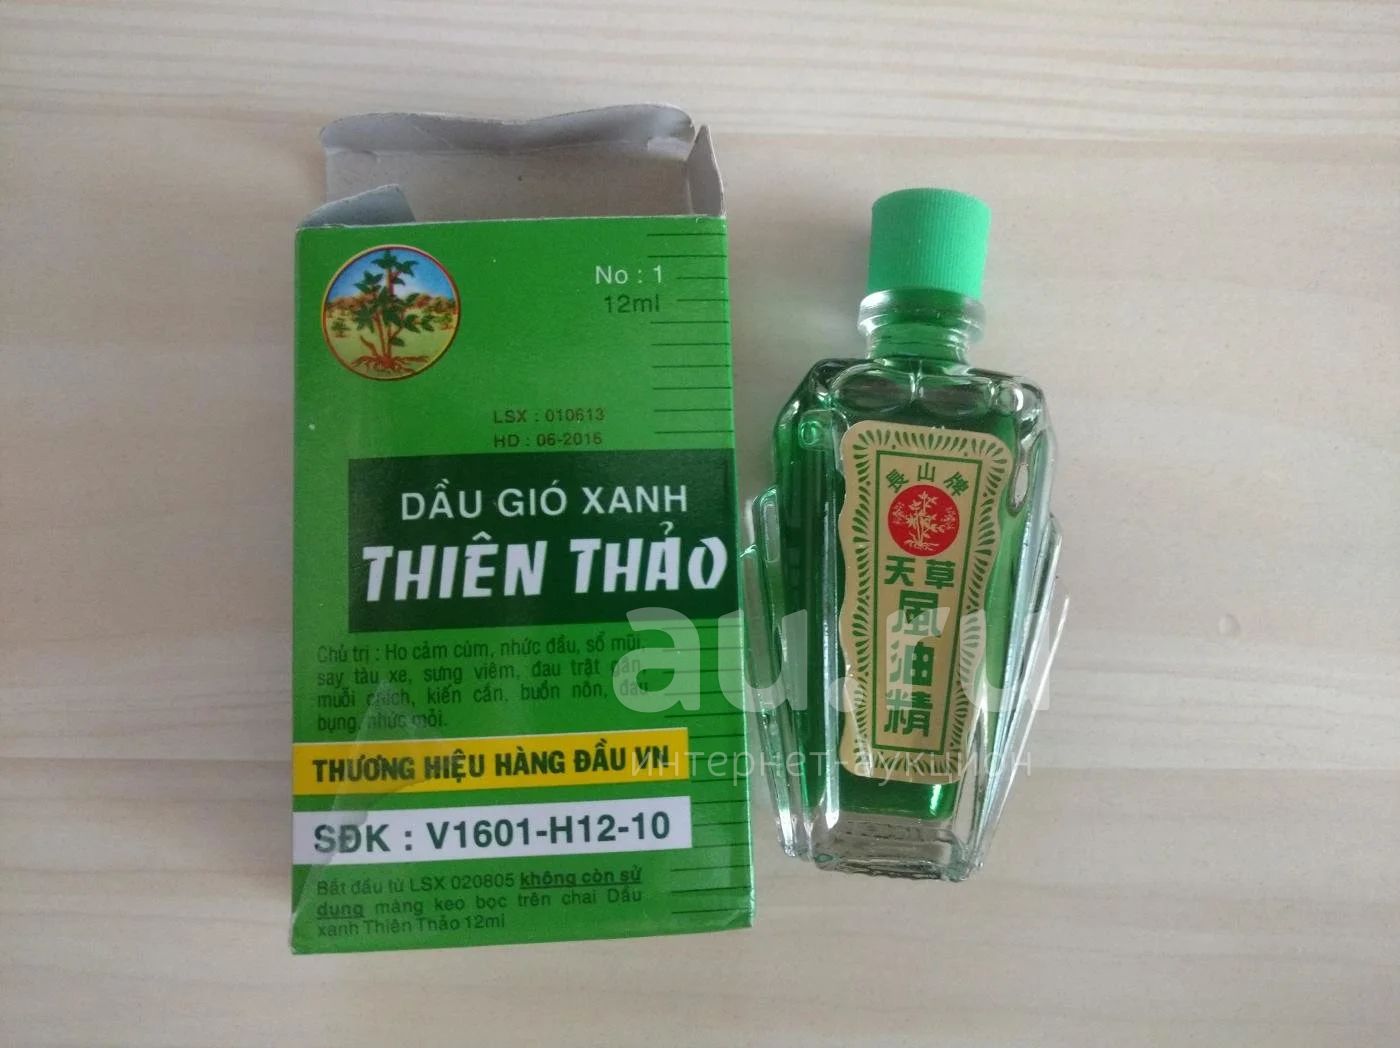 No : 1
12ml
LSX : 010613
HD : 06-2016
DẦU GIÓ XANH
THIÊN THẢO
Chủ trị : Ho cảm cúm, nhức đầu, sổ mũi,
say tàu xe, sưng viêm, đau trật gân,
muỗi chích, kiến cắn, buồn nôn, đau
bụng, nhức mỏi.
THƯƠNG HIỆU HÀNG ĐẦU VN
SĐK : V1601-H12-10
Bắt đầu từ LSX 020805 không còn sử
dụng màng keo bọc trên chai Dầu
xanh Thiên Thảo 12ml
長山牌
天草
風油精
au.ru
интернет-аукцион